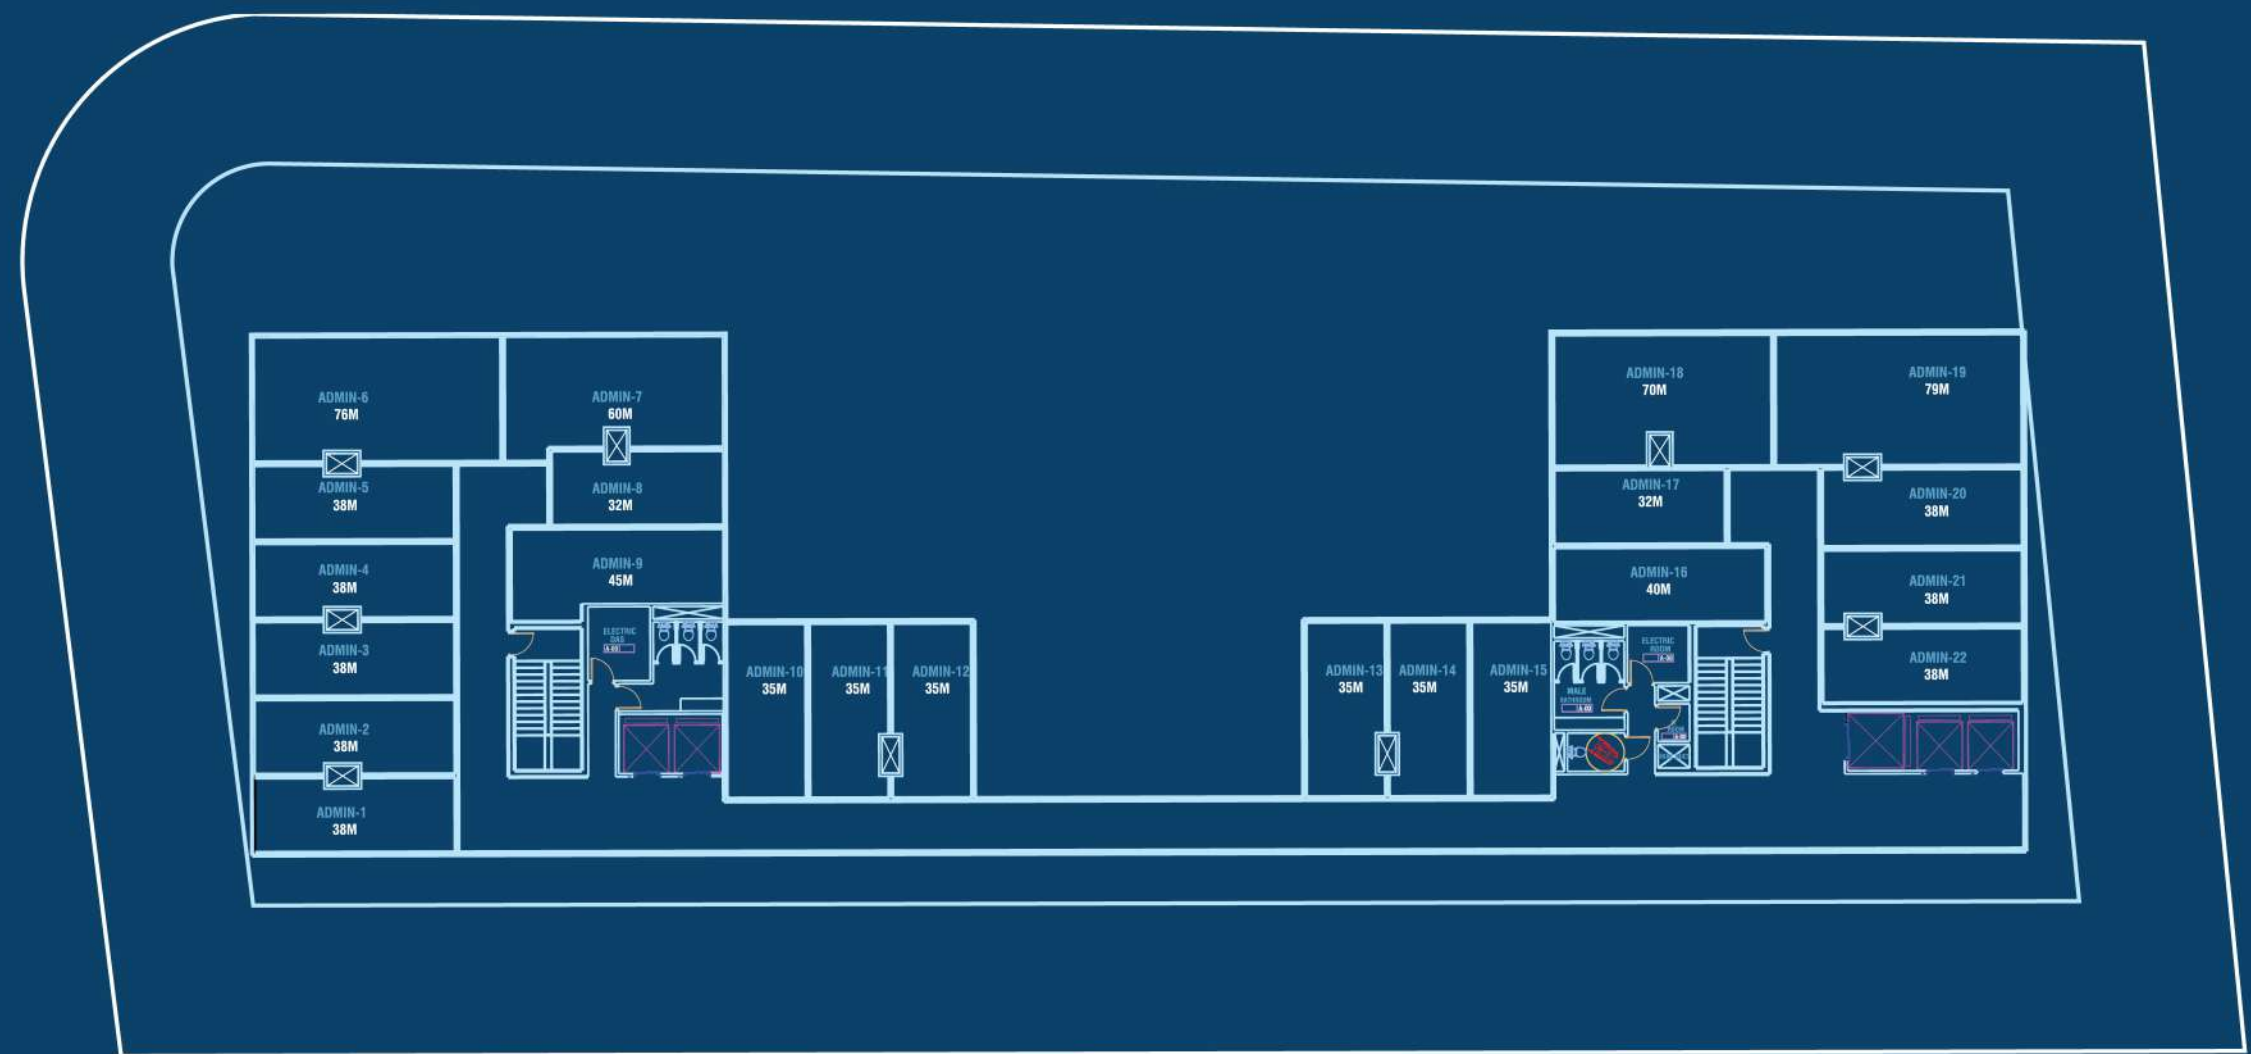 ADMIN-6
76M
ADMIN-7
60M
ADMIN-5
38M
ADMIN-8
32M
ADMIN-4
38M
ADMIN-9
45M
ADMIN-3
38M
ELECTRIC
ADMIN-2
38M
ADMIN-1
38M
ADMIN-10
35M
ADMIN-11
35M
ADMIN-12
35M
ADMIN-13
35M
ADMIN-14
35M
ADMIN-15
35M
ADMIN-18
70M
ADMIN-19
79M
ADMIN-17
32M
ADMIN-20
38M
ADMIN-16
40M
ADMIN-21
38M
ELECTRIC
ROOM
ADMIN-22
38M
MALE
BATHROOM